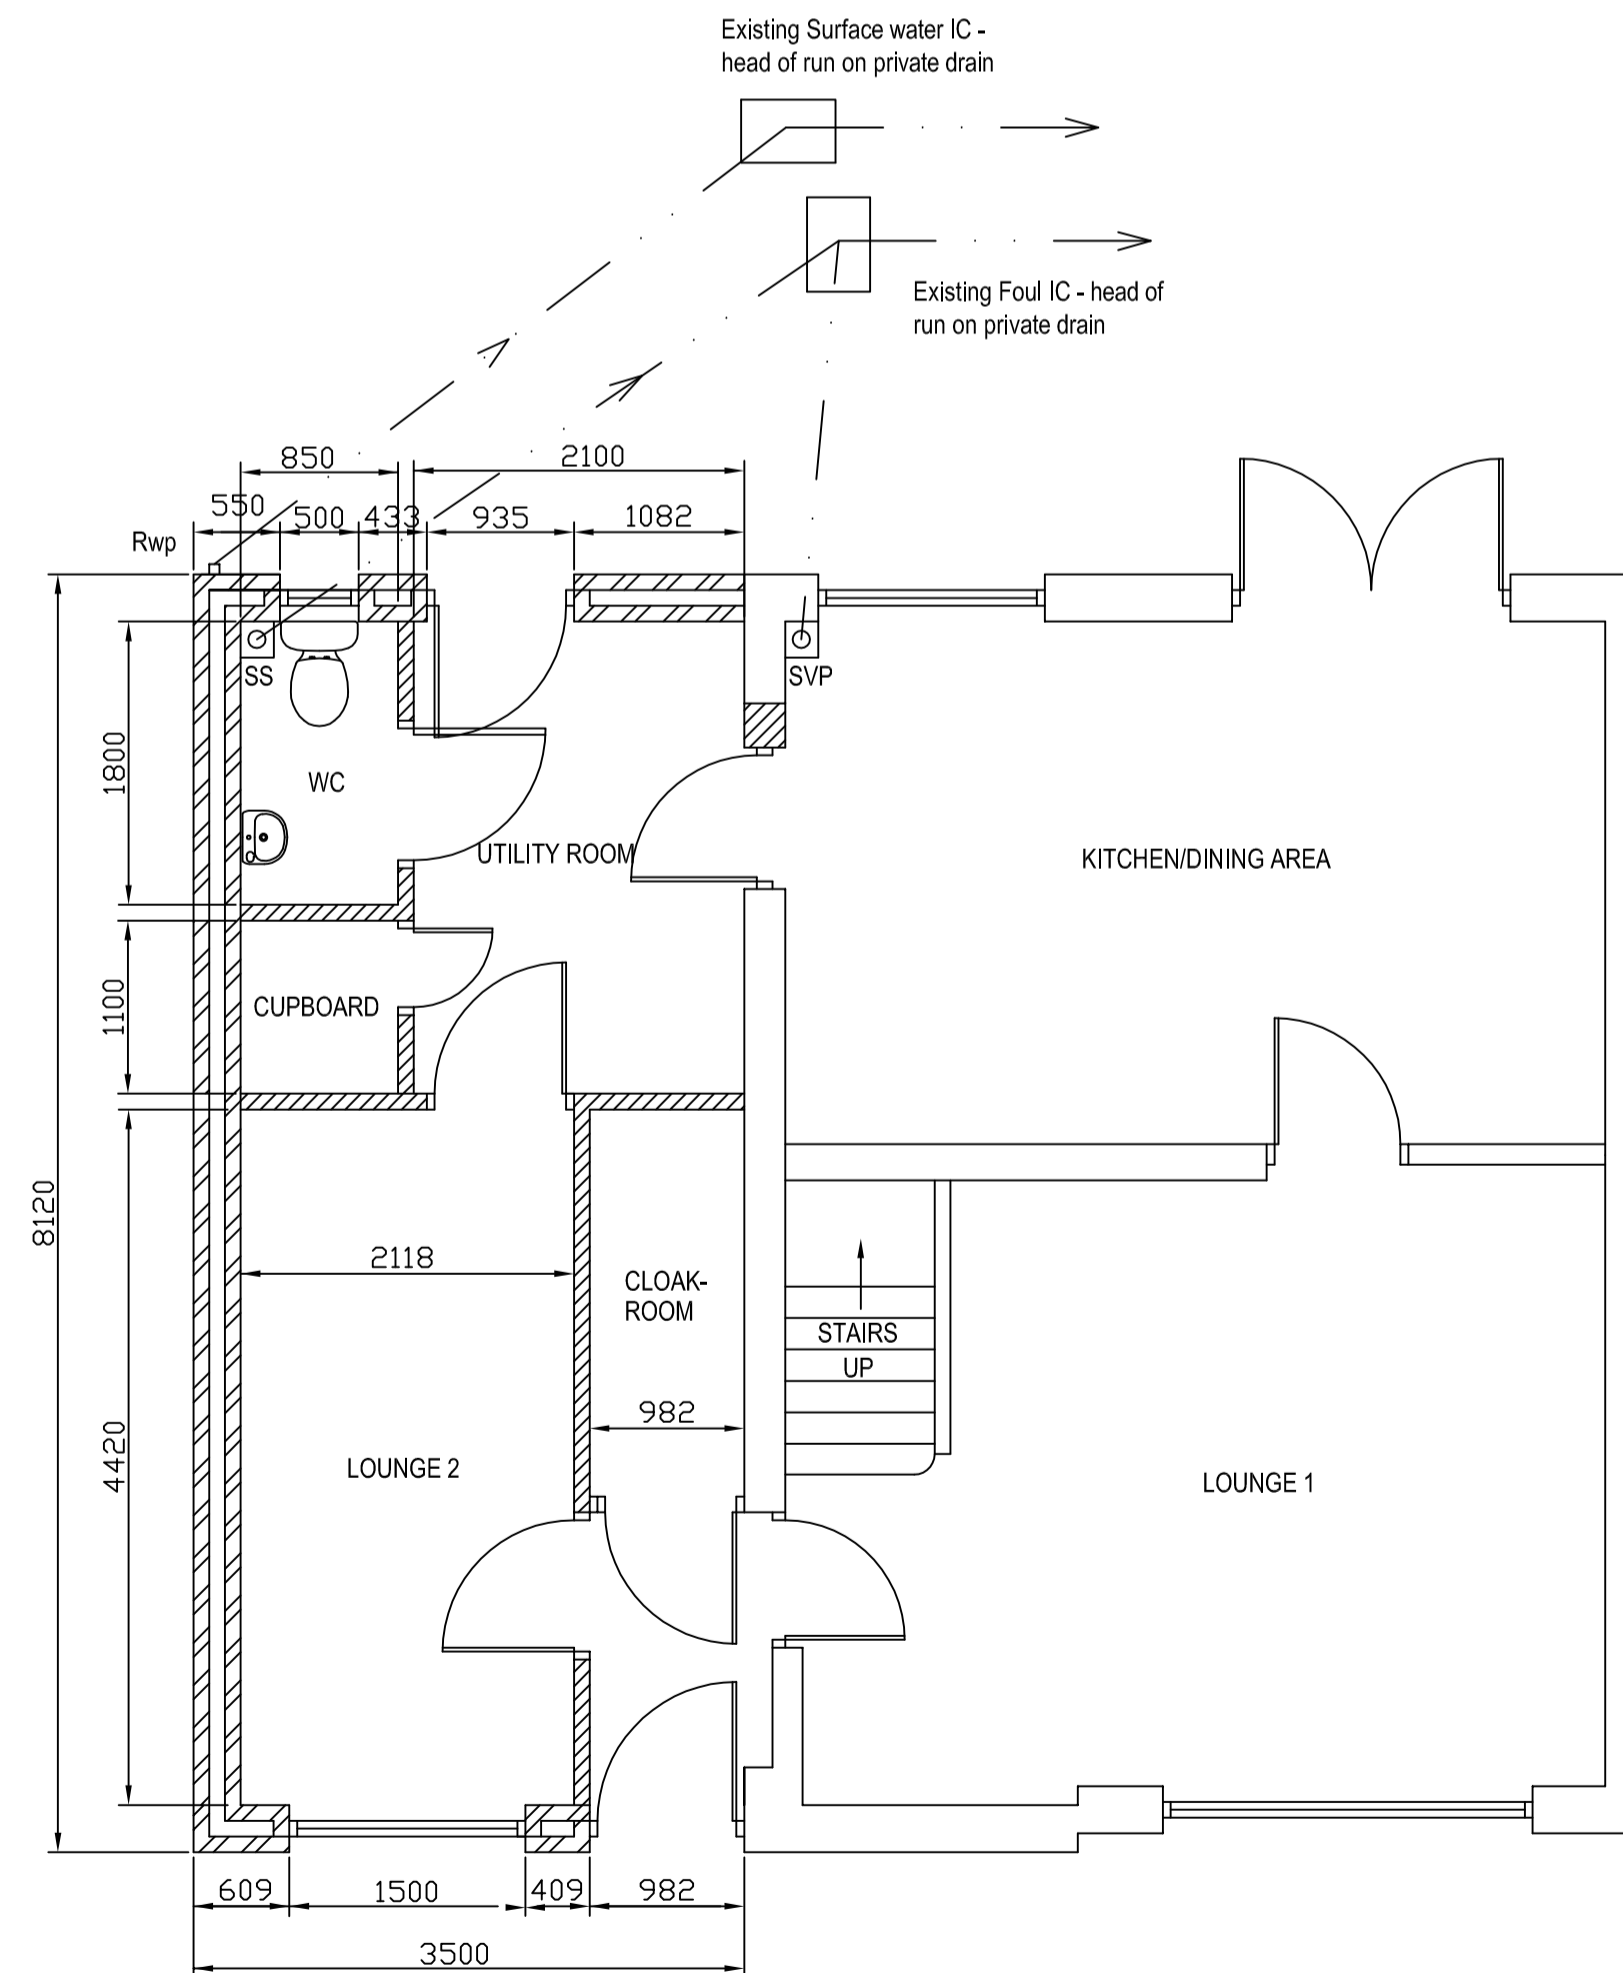 Existing Surface water IC -
head of run on private drain
Existing Foul IC - head of
run on private drain
850
2100
550
500
433
935
1082
Rwp
SS
SVP
1800
WC
UTILITY ROOM
KITCHEN/DINING AREA
1100
CUPBOARD
8120
2118
CLOAK-
ROOM
STAIRS
UP
982
4420
LOUNGE 2
LOUNGE 1
609
1500
409
982
3500